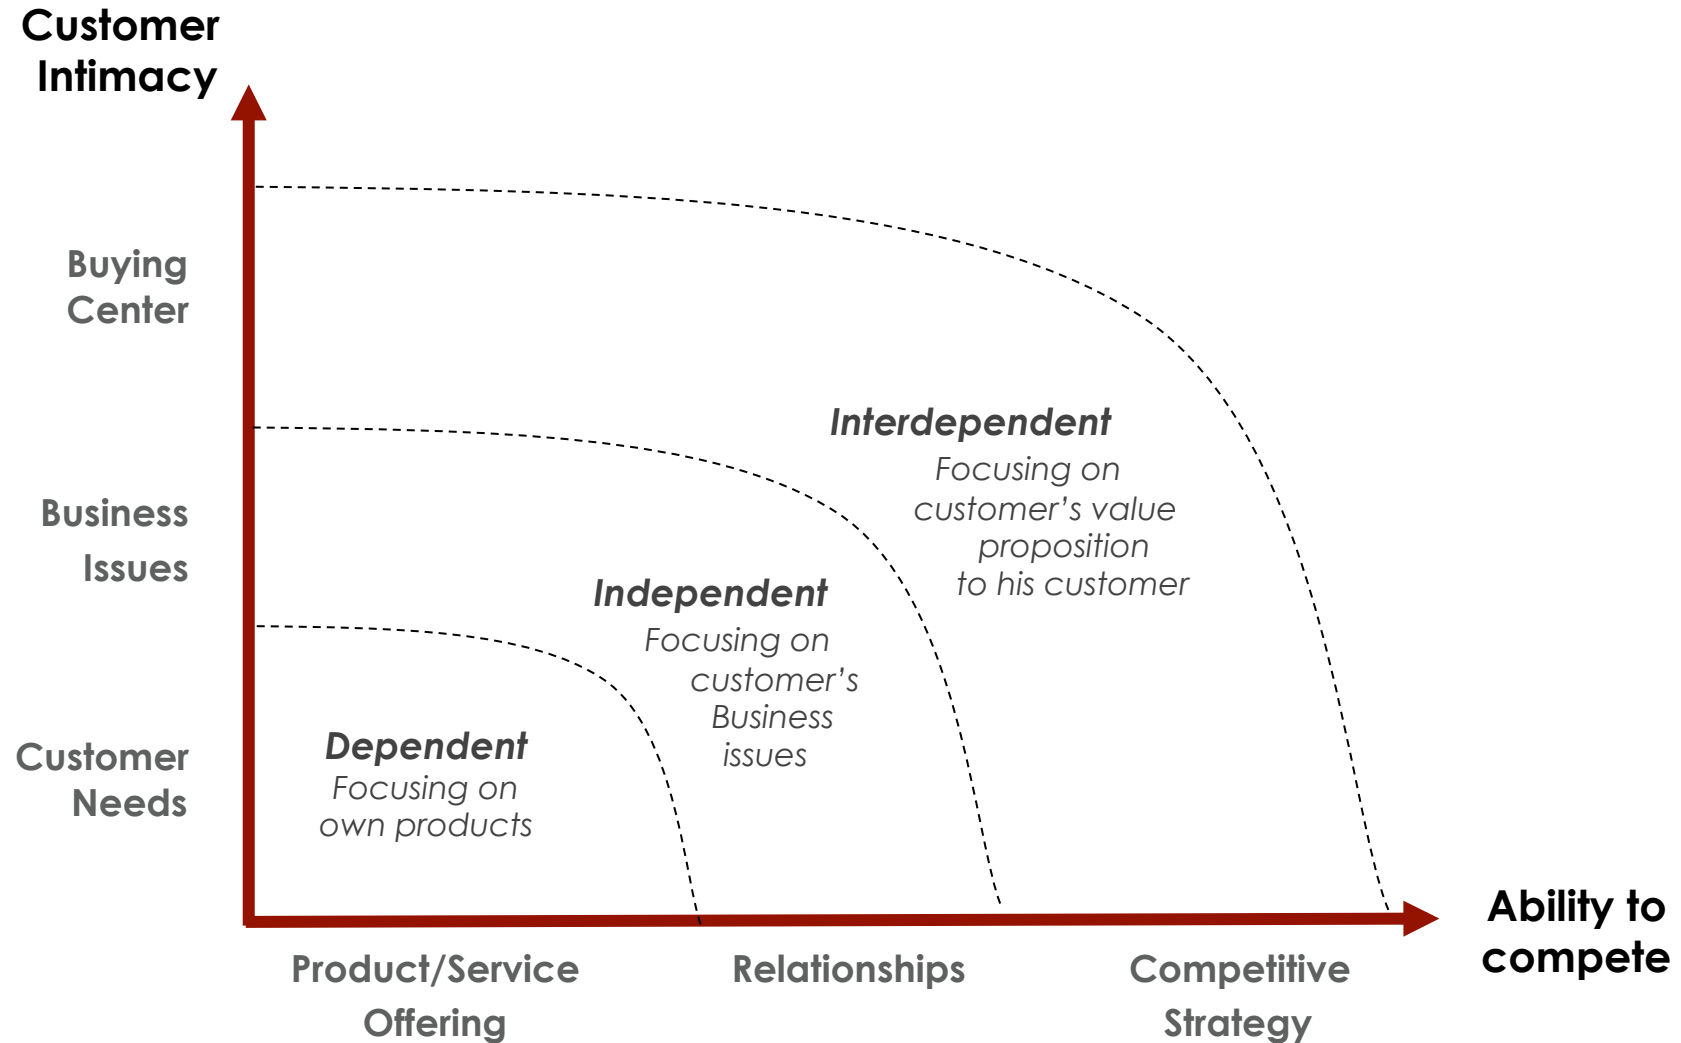 Customer
Intimacy
Buying
Center
Business
Issues
Customer
Needs
Interdependent
Focusing on
customer’s value
proposition
to his customer
Independent
Focusing on
customer’s
Business
issues
Dependent
Focusing on
own products
Product/Service
Offering
Relationships
Competitive
Strategy
Ability to
compete